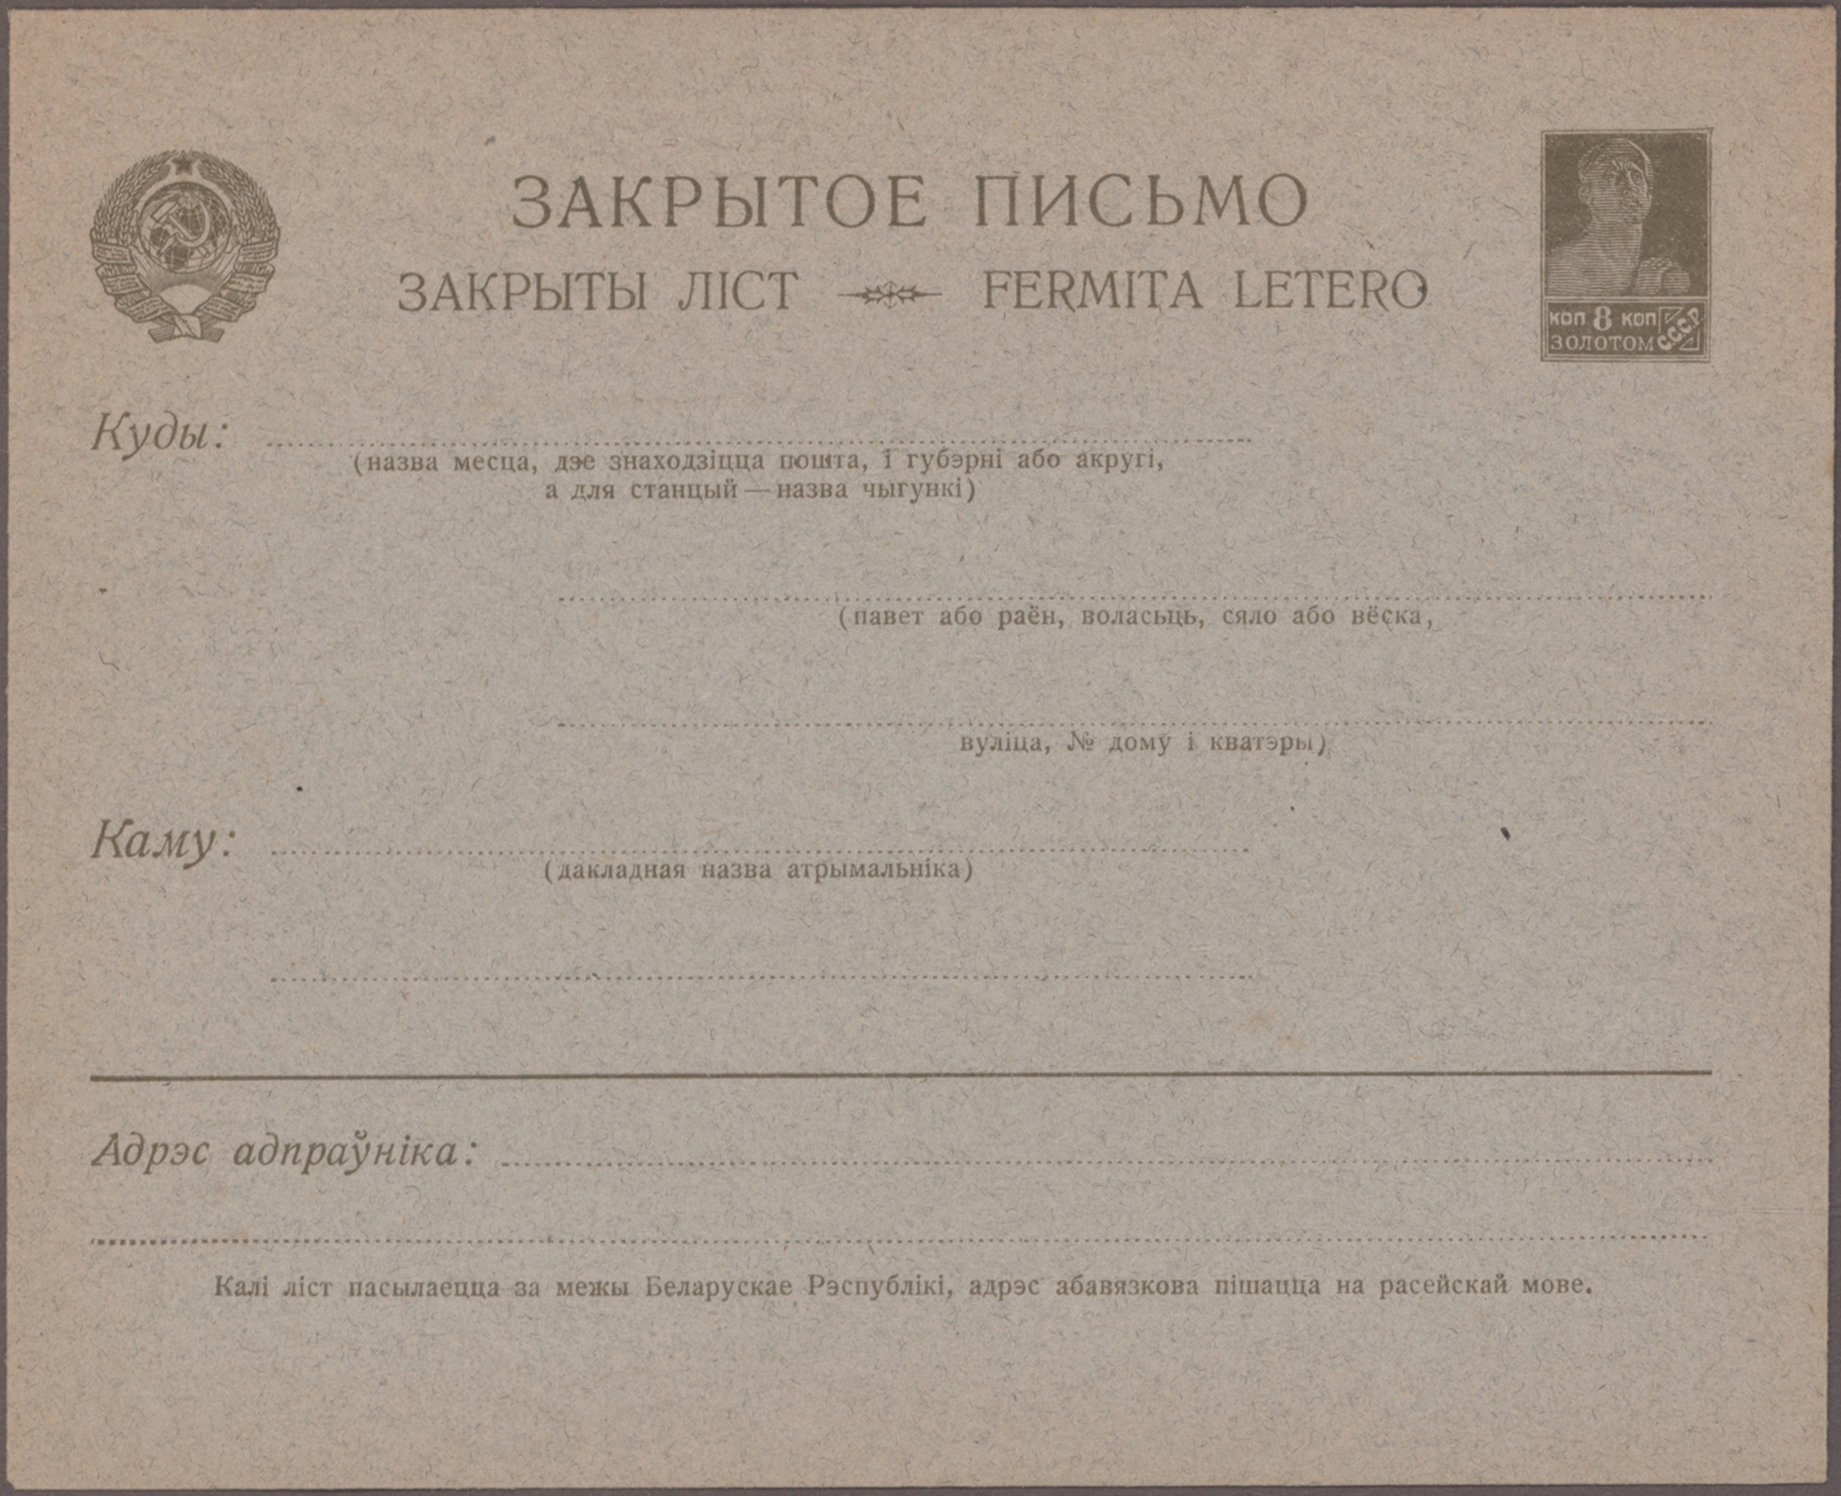 ЗАКРЫТОЕ ПИСЬМО
ЗАКРЫТЫ ЛІСТ FERMITA LETERO
КОП 8 КОП
ЗОЛОТОМ СССР
Куды:
(назва месца, дзе знаходзіцца пошта, і губэрні або акругі,
а для станцый — назва чыгункі)
(павет або раён, воласьць, сяло або вёска,
вуліца, № дому і кватэры)
Каму:
(дакладная назва атрымальніка)
Адрэс адпраўніка:
Калі ліст пасылаецца за межы Беларускае Рэспублікі, адрэс абавязкова пішацца на расейскай мове.